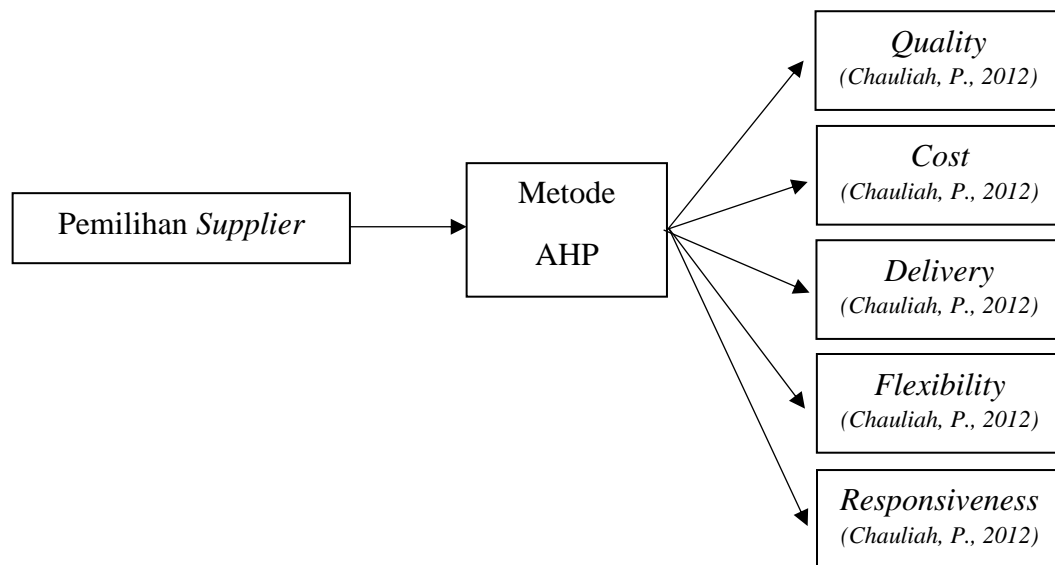 Pemilihan Supplier
Metode
AHP
Quality
(Chauliah, P., 2012)
Cost
(Chauliah, P., 2012)
Delivery
(Chauliah, P., 2012)
Flexibility
(Chauliah, P., 2012)
Responsiveness
(Chauliah, P., 2012)